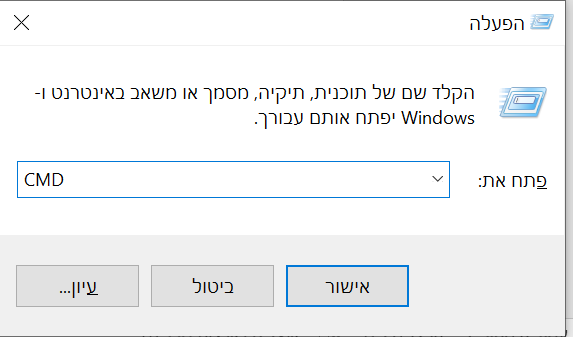 הפעלה
הקלד שם של תוכנית, תיקיה, מסמך או משאב באינטרנט ו-
Windows יפתח אותם עבורך.
פתח את:
CMD
אישור
ביטול
עיון...